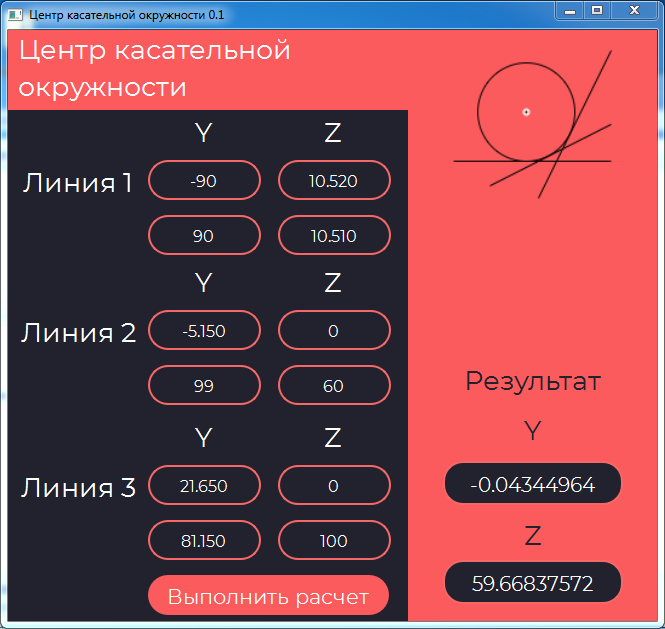 Центр касательной окружности 0.1
Центр касательной
окружности
Y Z
Линия 1 -90 10.520
90 10.510
Y Z
Линия 2 -5.150 0
99 60
Y Z
Линия 3 21.650 0
81.150 100
Выполнить расчет
Результат
Y
-0.04344964
Z
59.66837572